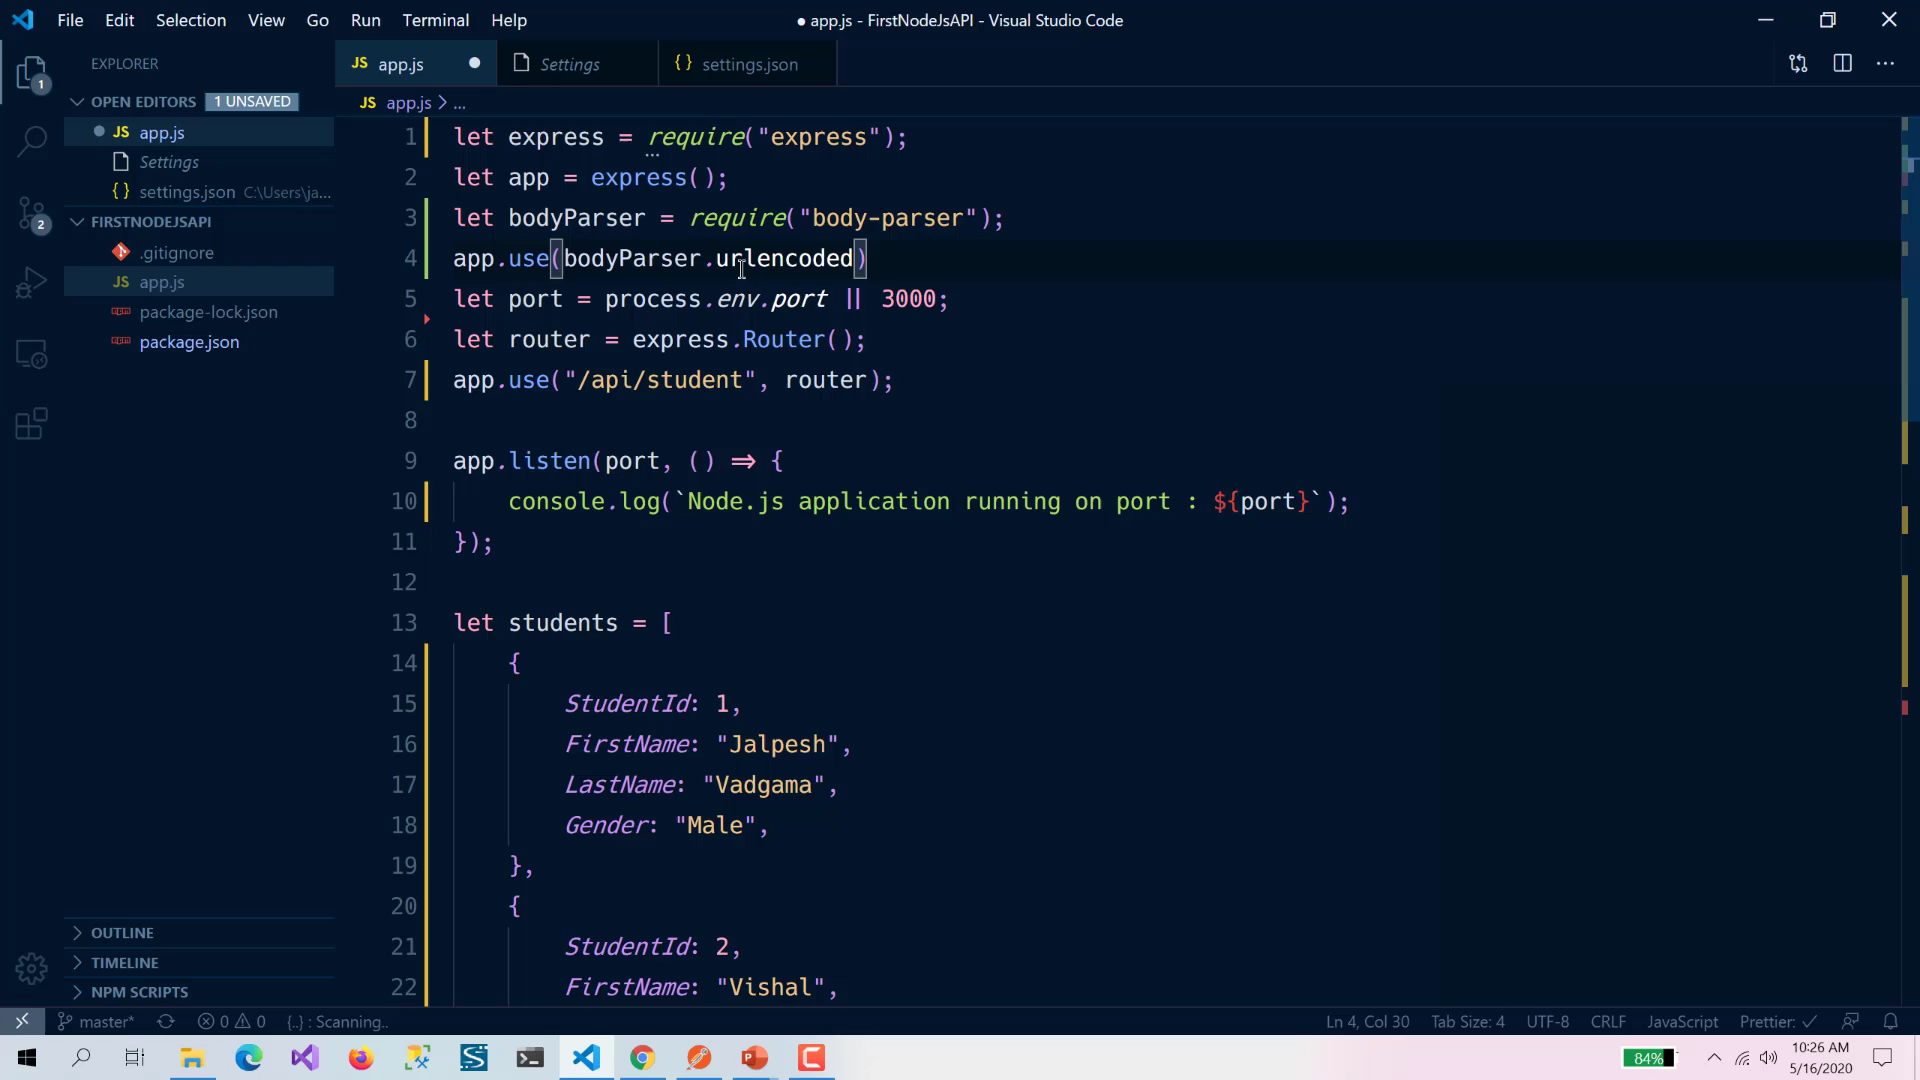 File Edit Selection View Go Run Terminal Help
● app.js - FirstNodeJsAPI - Visual Studio Code
EXPLORER
1
OPEN EDITORS 1 UNSAVED
JS app.js
Settings
{} settings.json C:\Users\ja...
2
FIRSTNODEJSAPI
.gitignore
JS app.js
package-lock.json
package.json
OUTLINE
TIMELINE
NPM SCRIPTS
JS app.js ●
Settings
{} settings.json
JS app.js > ...
1 let express = require("express");
2 let app = express();
3 let bodyParser = require("body-parser");
4 app.use(bodyParser.urlencoded)
5 let port = process.env.port || 3000;
6 let router = express.Router();
7 app.use("/api/student", router);
8
9 app.listen(port, () ⇒ {
10 console.log(`Node.js application running on port : ${port}`);
11 });
12
13 let students = [
14 {
15 StudentId: 1,
16 FirstName: "Jalpesh",
17 LastName: "Vadgama",
18 Gender: "Male",
19 },
20 {
21 StudentId: 2,
22 FirstName: "Vishal",
master* 0 0 {..} : Scanning.. Ln 4, Col 30 Tab Size: 4 UTF-8 CRLF JavaScript Prettier: ✓
84% 10:26 AM
5/16/2020